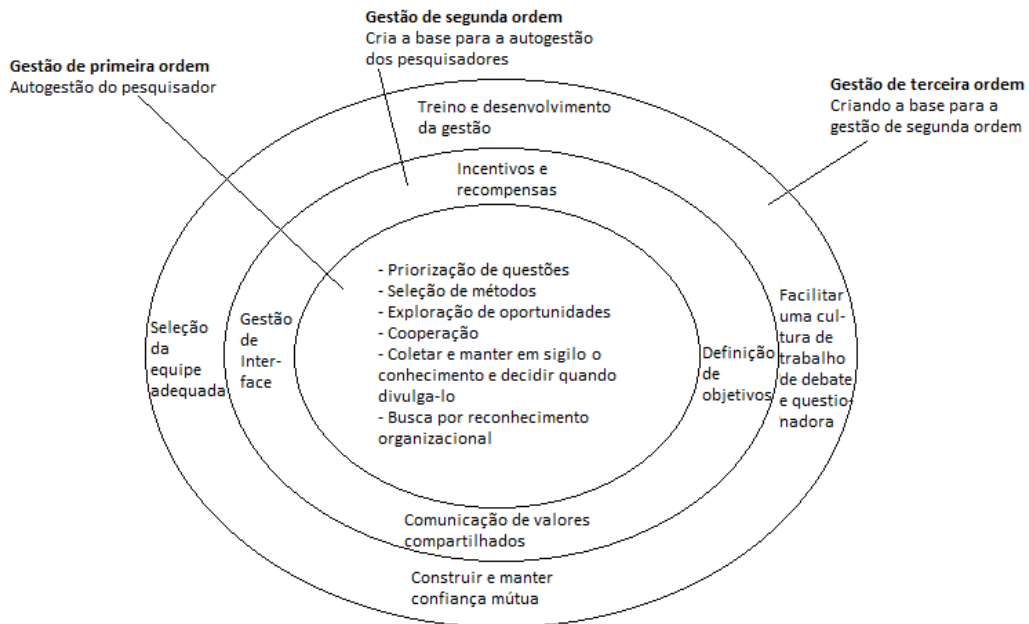 Gestão de segunda ordem
Cria a base para a autogestão
dos pesquisadores
Gestão de primeira ordem
Autogestão do pesquisador
Gestão de terceira ordem
Criando a base para a
gestão de segunda ordem
Treino e desenvolvimento
da gestão
Incentivos e
recompensas
- Priorização de questões
- Seleção de métodos
- Exploração de oportunidades
- Cooperação
- Coletar e manter em sigilo o
conhecimento e decidir quando
divulga-lo
- Busca por reconhecimento
organizacional
Seleção
da
equipe
adequada
Gestão
de
Inter-
face
Definição
de
objetivos
Facilitar
uma cul-
tura de
trabalho
de debate
e questio-
nadora
Comunicação de valores
compartilhados
Construir e manter
confiança mútua